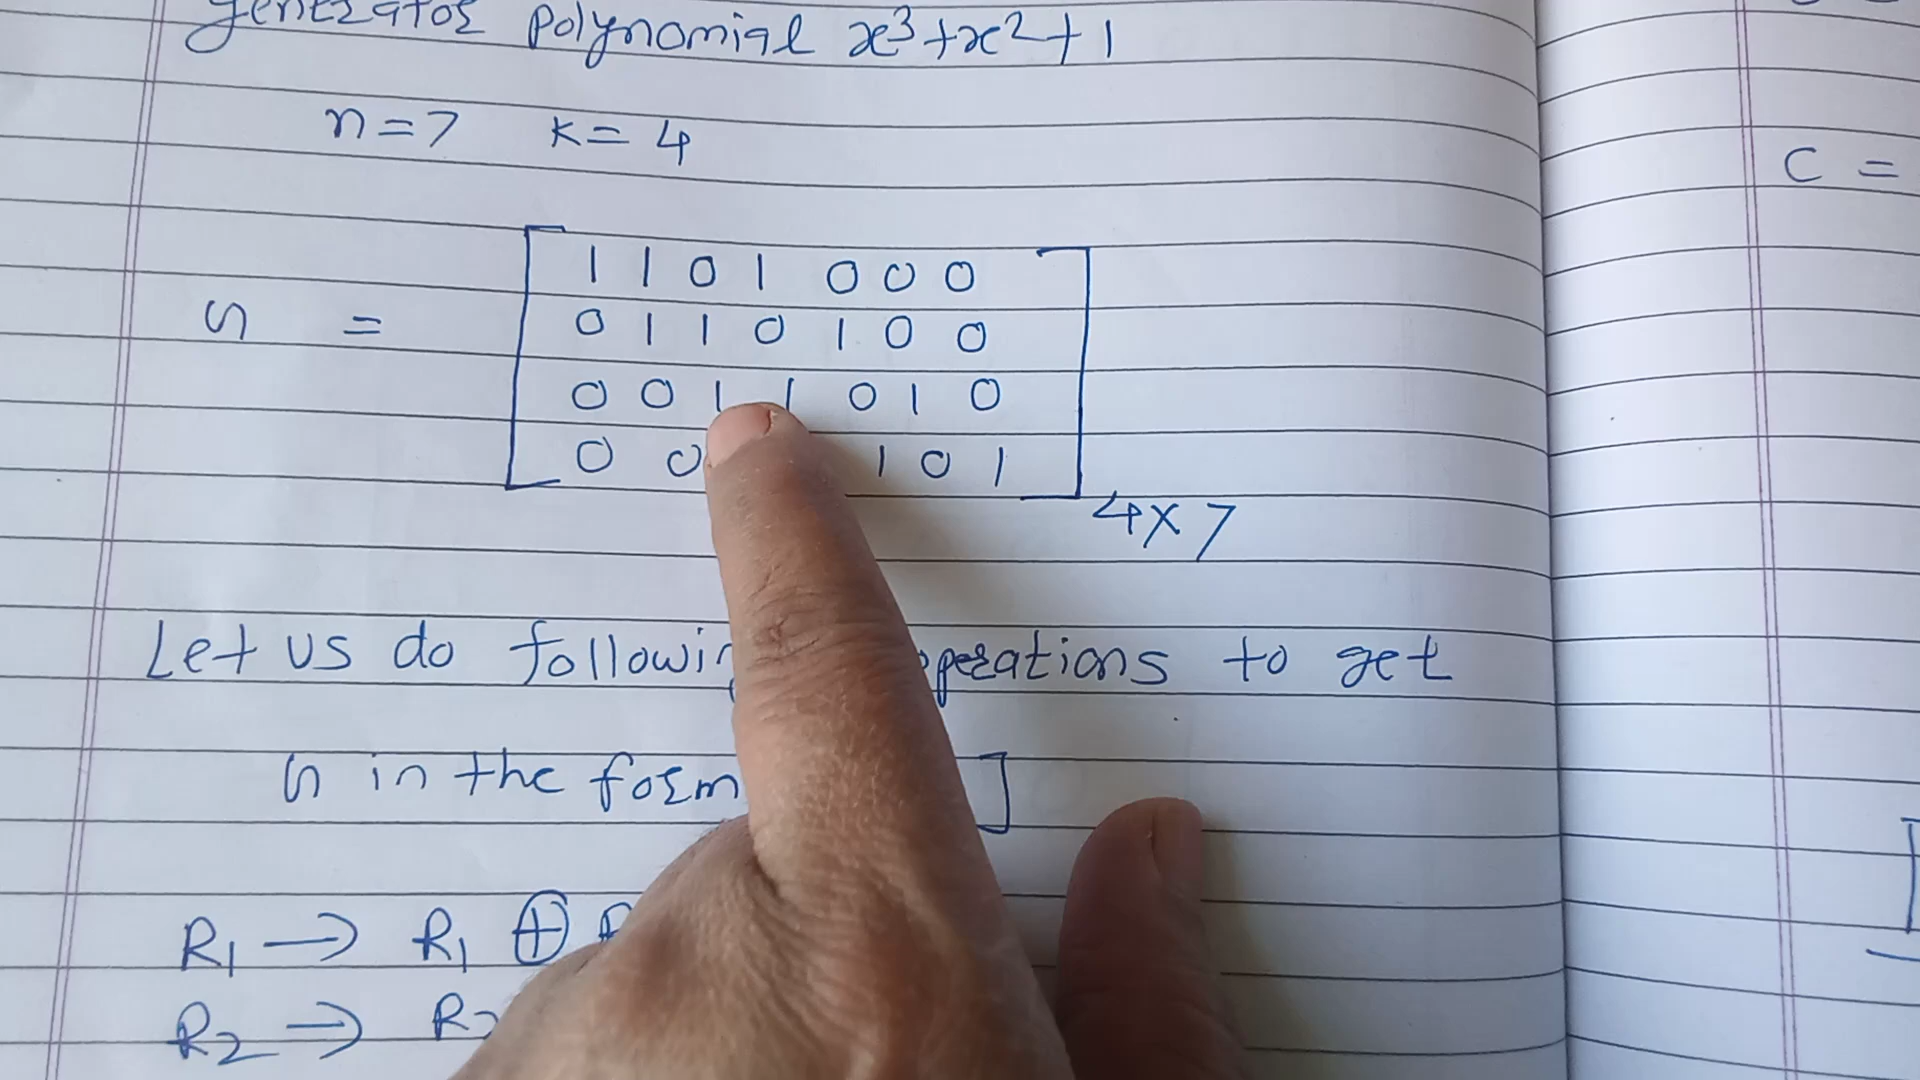 generator polynomial x³+x²+1
n=7 k=4
G = 1 1 0 1 0 0 0
0 1 1 0 1 0 0
0 0 1 1 0 1 0
0 0 1 0 1
4×7
Let us do operations to get
G in the form ]
R₁ → R₁ ⊕
R₂ → R₂
C =